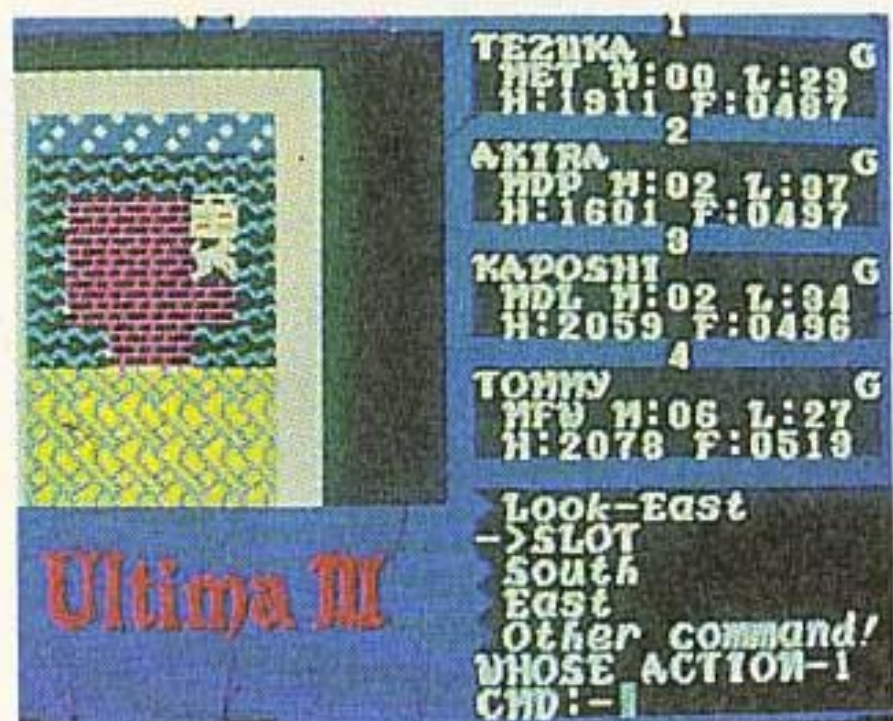 1
TEZUKA G
MET M:00 L:29
H:1911 F:0487
2
AKIRA G
MDP M:02 L:37
H:1601 F:0497
3
KAPOSHI G
MDL M:02 L:34
H:2059 F:0496
4
TOMMY G
MFW M:06 L:27
H:2078 F:0519
Look-East
->SLOT
South
East
Other command!
WHOSE ACTION-1
CMD:-
Ultima III